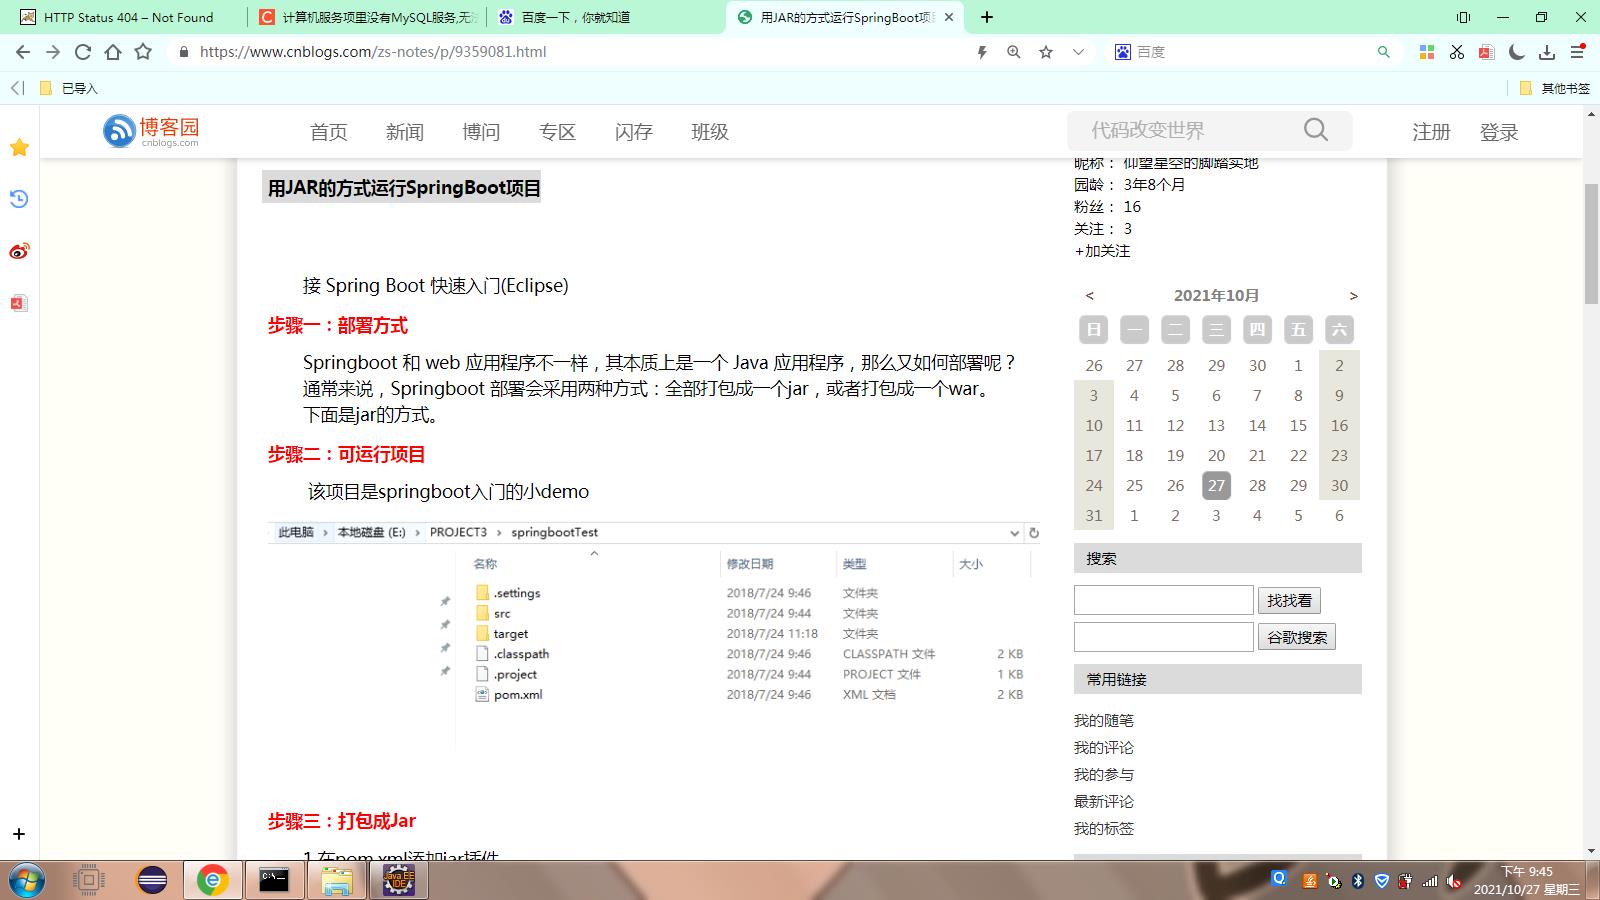 HTTP Status 404 – Not Found
计算机服务项里没有MySQL服务,无
百度一下，你就知道
用JAR的方式运行SpringBoot项
https://www.cnblogs.com/zs-notes/p/9359081.html
百度
已导入
其他书签
博客园
cnblogs.com
首页 新闻 博问 专区 闪存 班级
代码改变世界
注册 登录
用JAR的方式运行SpringBoot项目
接 Spring Boot 快速入门(Eclipse)
步骤一：部署方式
Springboot 和 web 应用程序不一样，其本质上是一个 Java 应用程序，那么又如何部署呢？
通常来说，Springboot 部署会采用两种方式：全部打包成一个jar，或者打包成一个war。
下面是jar的方式。
步骤二：可运行项目
该项目是springboot入门的小demo
此电脑 > 本地磁盘 (E:) > PROJECT3 > springbootTest
名称 修改日期 类型 大小
.settings 2018/7/24 9:46 文件夹
src 2018/7/24 9:44 文件夹
target 2018/7/24 11:18 文件夹
.classpath 2018/7/24 9:46 CLASSPATH 文件 2 KB
.project 2018/7/24 9:44 PROJECT 文件 1 KB
pom.xml 2018/7/24 9:46 XML 文档 2 KB
步骤三：打包成Jar
1.在pom.xml添加jar插件
昵称： 仰望星空的脚踏实地
园龄： 3年8个月
粉丝： 16
关注： 3
+加关注
< 2021年10月 >
日 一 二 三 四 五 六
26 27 28 29 30 1 2
3 4 5 6 7 8 9
10 11 12 13 14 15 16
17 18 19 20 21 22 23
24 25 26 27 28 29 30
31 1 2 3 4 5 6
搜索
找找看
谷歌搜索
常用链接
我的随笔
我的评论
我的参与
最新评论
我的标签
Java EE
IDE
下午 9:45
2021/10/27 星期三